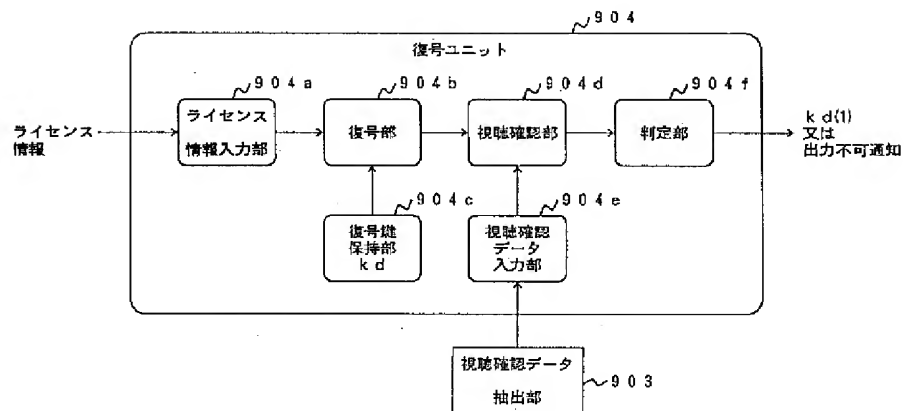 904
復号ユニット
904a
904b
904d
904f
ライセンス
情報
ライセンス
情報入力部
復号部
視聴確認部
判定部
kd(1)
又は
出力不可通知
904c
904e
復号鍵
保持部
kd
視聴確認
データ
入力部
視聴確認データ
抽出部
903